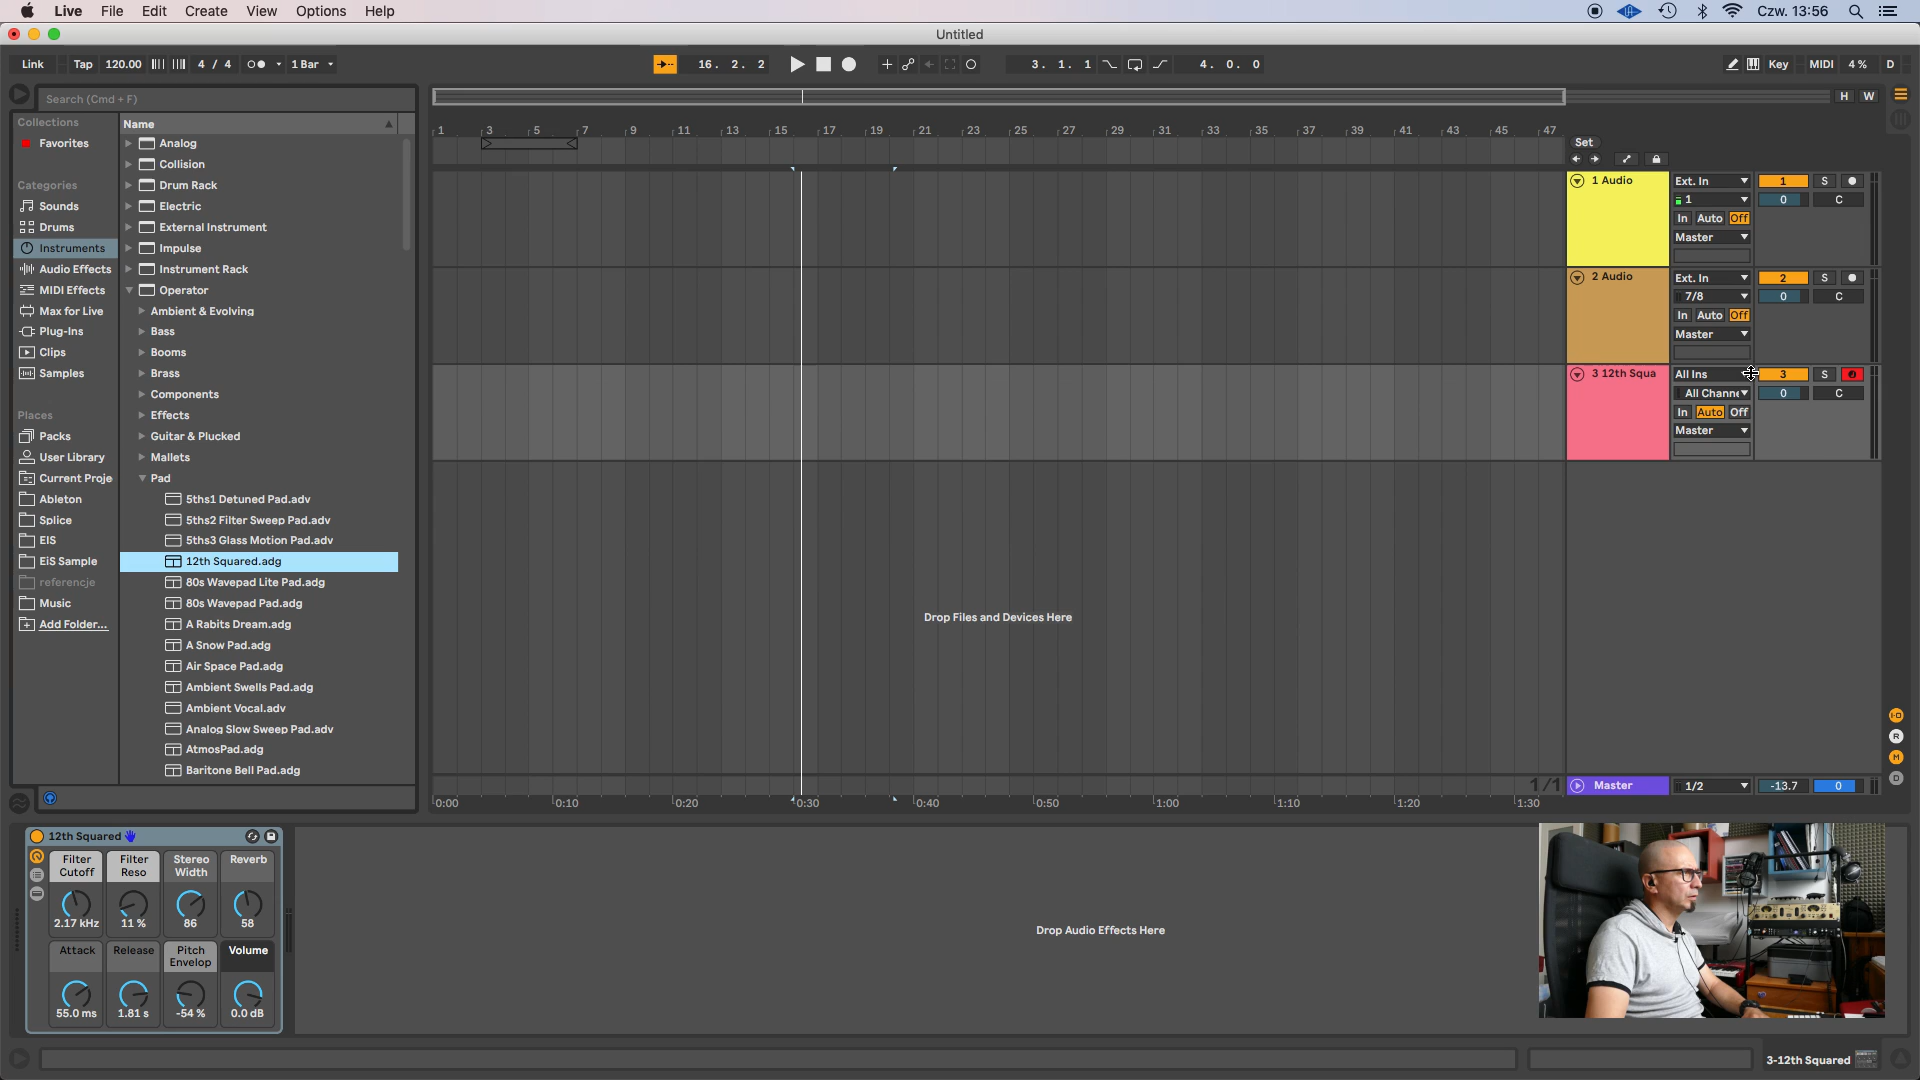 Live File Edit Create View Options Help Czw. 13:56
Untitled
Link Tap 120.00 4 / 4 1 Bar 16. 2. 2 3. 1. 1 4. 0. 0 Key MIDI 4 % D
Search (Cmd + F) H W
Collections Name
1 3 5 7 9 11 13 15 17 19 21 23 25 27 29 31 33 35 37 39 41 43 45 47
Favorites Analog Set
Collision
Categories Drum Rack 1 Audio Ext. In 1 S
Sounds Electric 1 0 C
Drums External Instrument In Auto Off
Instruments Impulse Master
Audio Effects Instrument Rack 2 Audio Ext. In 2 S
MIDI Effects Operator 7/8 0 C
Max for Live Ambient & Evolving In Auto Off
Plug-Ins Bass Master
Clips Booms
Samples Brass 3 12th Squa All Ins 3 S
Components All Channe 0 C
Places Effects In Auto Off
Packs Guitar & Plucked Master
User Library Mallets
Current Proje Pad
Ableton 5ths1 Detuned Pad.adv
Splice 5ths2 Filter Sweep Pad.adv
EIS 5ths3 Glass Motion Pad.adv
EiS Sample 12th Squared.adg
referencje 80s Wavepad Lite Pad.adg
Music 80s Wavepad Pad.adg
Add Folder... A Rabits Dream.adg
Drop Files and Devices Here
A Snow Pad.adg
Air Space Pad.adg
Ambient Swells Pad.adg
Ambient Vocal.adv
Analog Slow Sweep Pad.adv
AtmosPad.adg
Baritone Bell Pad.adg
I-O
R
M
D
1/1 Master 1/2 -13.7 0
0:00 0:10 0:20 0:30 0:40 0:50 1:00 1:10 1:20 1:30
12th Squared
Filter Cutoff Filter Reso Stereo Width Reverb
2.17 kHz 11 % 86 58
Drop Audio Effects Here
Attack Release Pitch Envelop Volume
55.0 ms 1.81 s -54 % 0.0 dB
3-12th Squared